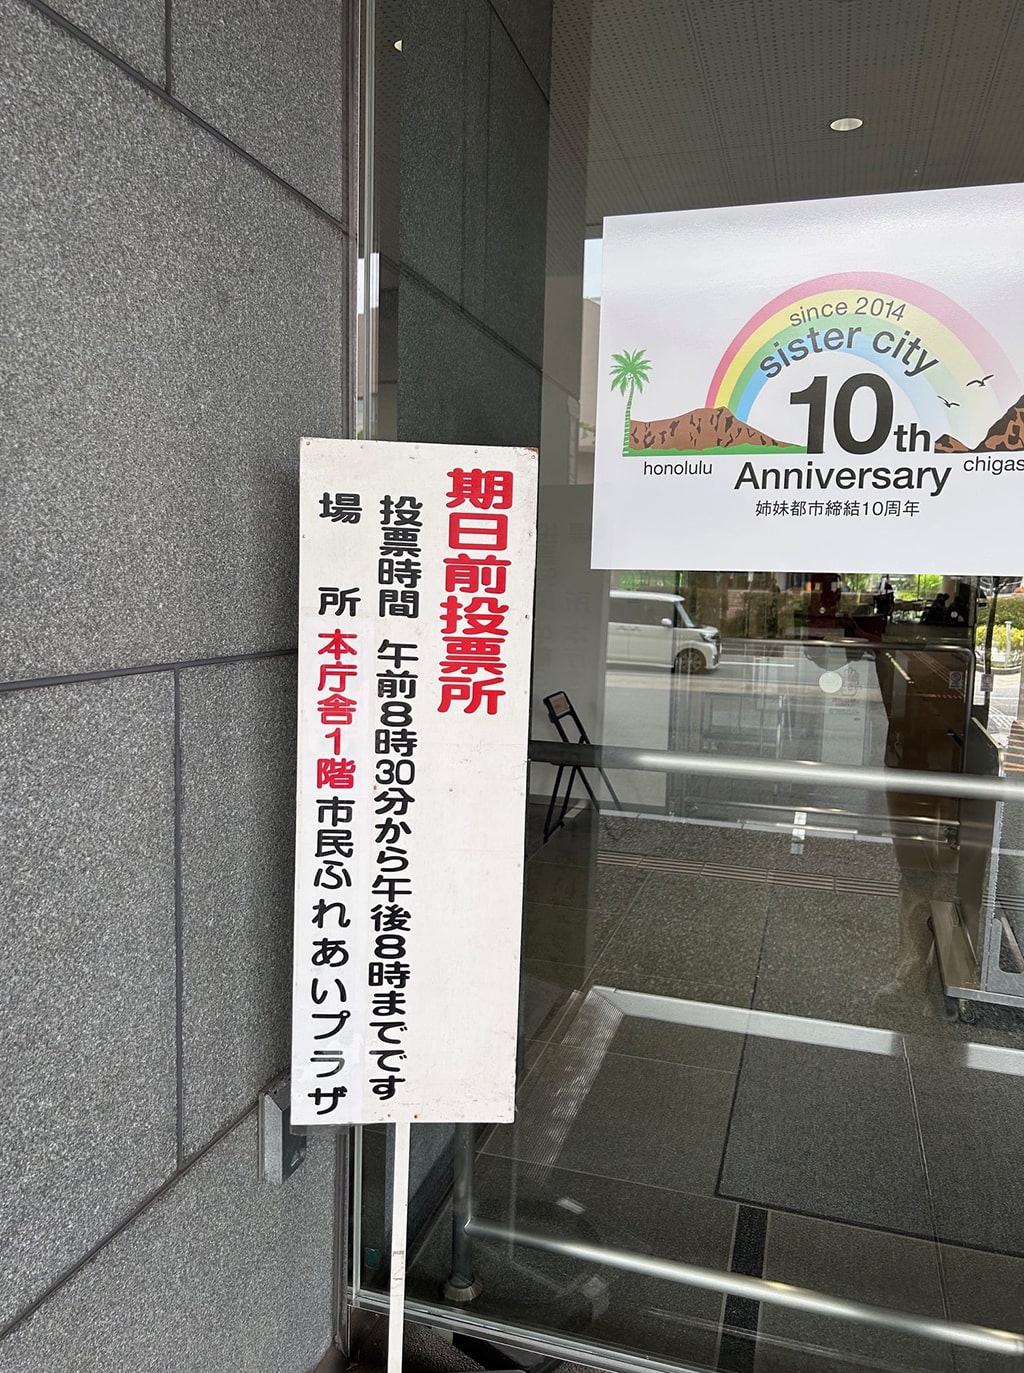 期日前投票所
投票時間 午前8時30分から午後8時までです
場所 本庁舎1階市民ふれあいプラザ
since 2014
sister city
10th
Anniversary
honolulu
chigas
姉妹都市締結10周年